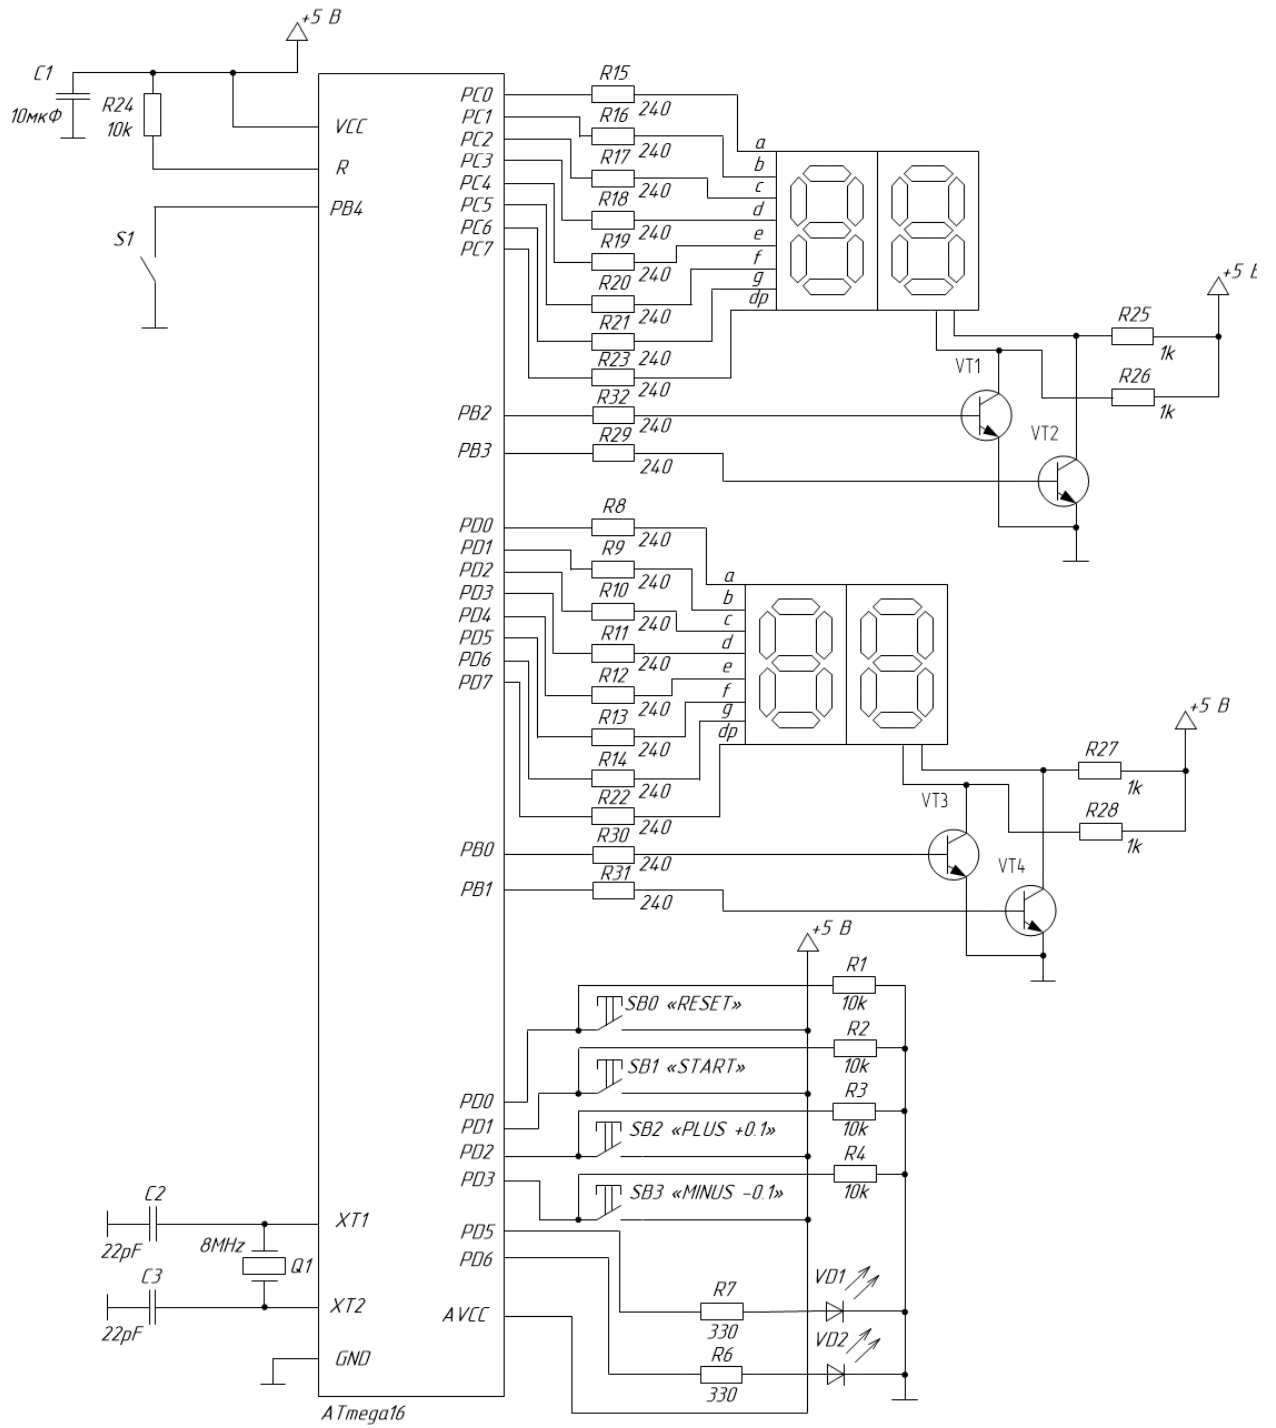 +5 В
C1
10мкФ
R24
10k
VCC
R
PB4
S1
PC0
PC1
PC2
PC3
PC4
PC5
PC6
PC7
R15
240
R16
240
R17
240
R18
240
R19
240
R20
240
R21
240
R23
240
R32
240
R29
240
a
b
c
d
e
f
g
dp
+5 В
R25
1k
R26
1k
VT1
VT2
PB2
PB3
PD0
PD1
PD2
PD3
PD4
PD5
PD6
PD7
R8
240
R9
240
R10
240
R11
240
R12
240
R13
240
R14
240
R22
240
R30
240
R31
240
a
b
c
d
e
f
g
dp
+5 В
R27
1k
R28
1k
VT3
VT4
PB0
PB1
+5 В
R1
10k
SB0 «RESET»
R2
10k
SB1 «START»
R3
10k
SB2 «PLUS +0.1»
R4
10k
SB3 «MINUS -0.1»
PD0
PD1
PD2
PD3
PD5
PD6
AVCC
R7
330
VD1
R6
330
VD2
C2
22pF
8MHz
Q1
C3
22pF
XT1
XT2
GND
ATmega16